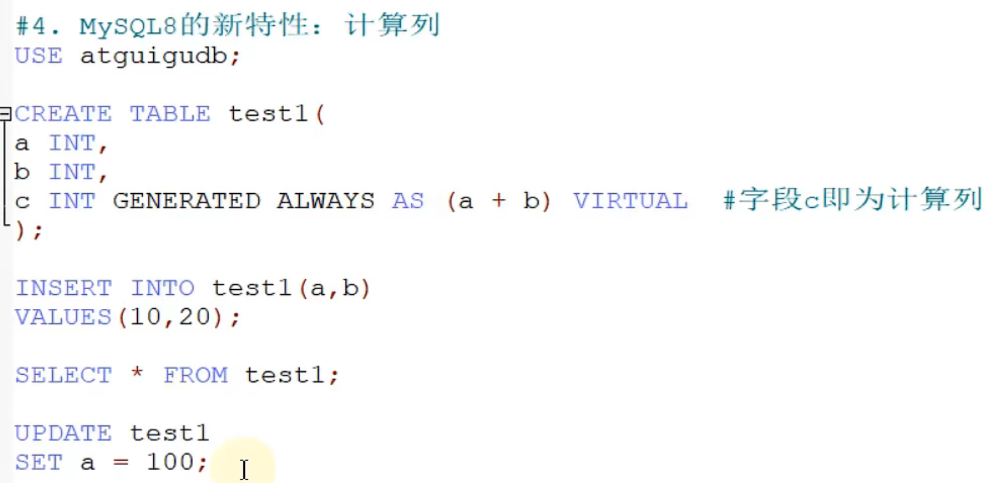 #4. MySQL8的新特性：计算列
USE atguigudb;
CREATE TABLE test1(
a INT,
b INT,
c INT GENERATED ALWAYS AS (a + b) VIRTUAL  #字段c即为计算列
);
INSERT INTO test1(a,b)
VALUES(10,20);
SELECT * FROM test1;
UPDATE test1
SET a = 100;